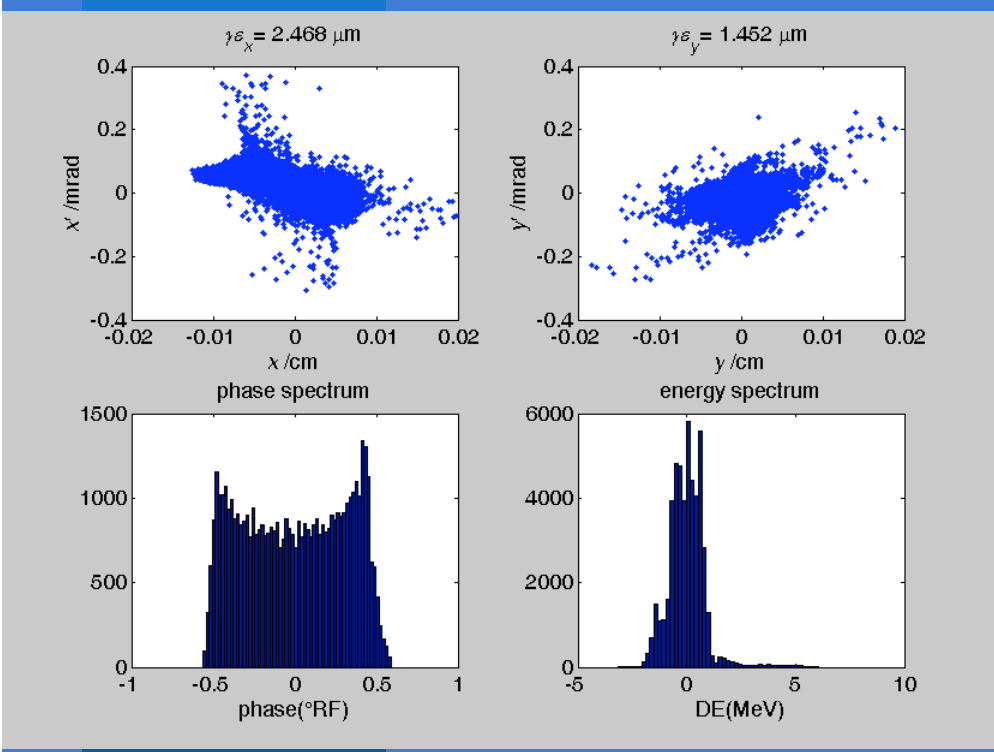 γεx = 2.468 μm
0.4
0.2
0
-0.2
-0.4
x' /mrad
-0.02 -0.01 0 0.01 0.02
x /cm
γεy = 1.452 μm
0.4
0.2
0
-0.2
-0.4
y' /mrad
-0.02 -0.01 0 0.01 0.02
y /cm
phase spectrum
1500
1000
500
0
-1 -0.5 0 0.5 1
phase(°RF)
energy spectrum
6000
4000
2000
0
-5 0 5 10
DE(MeV)